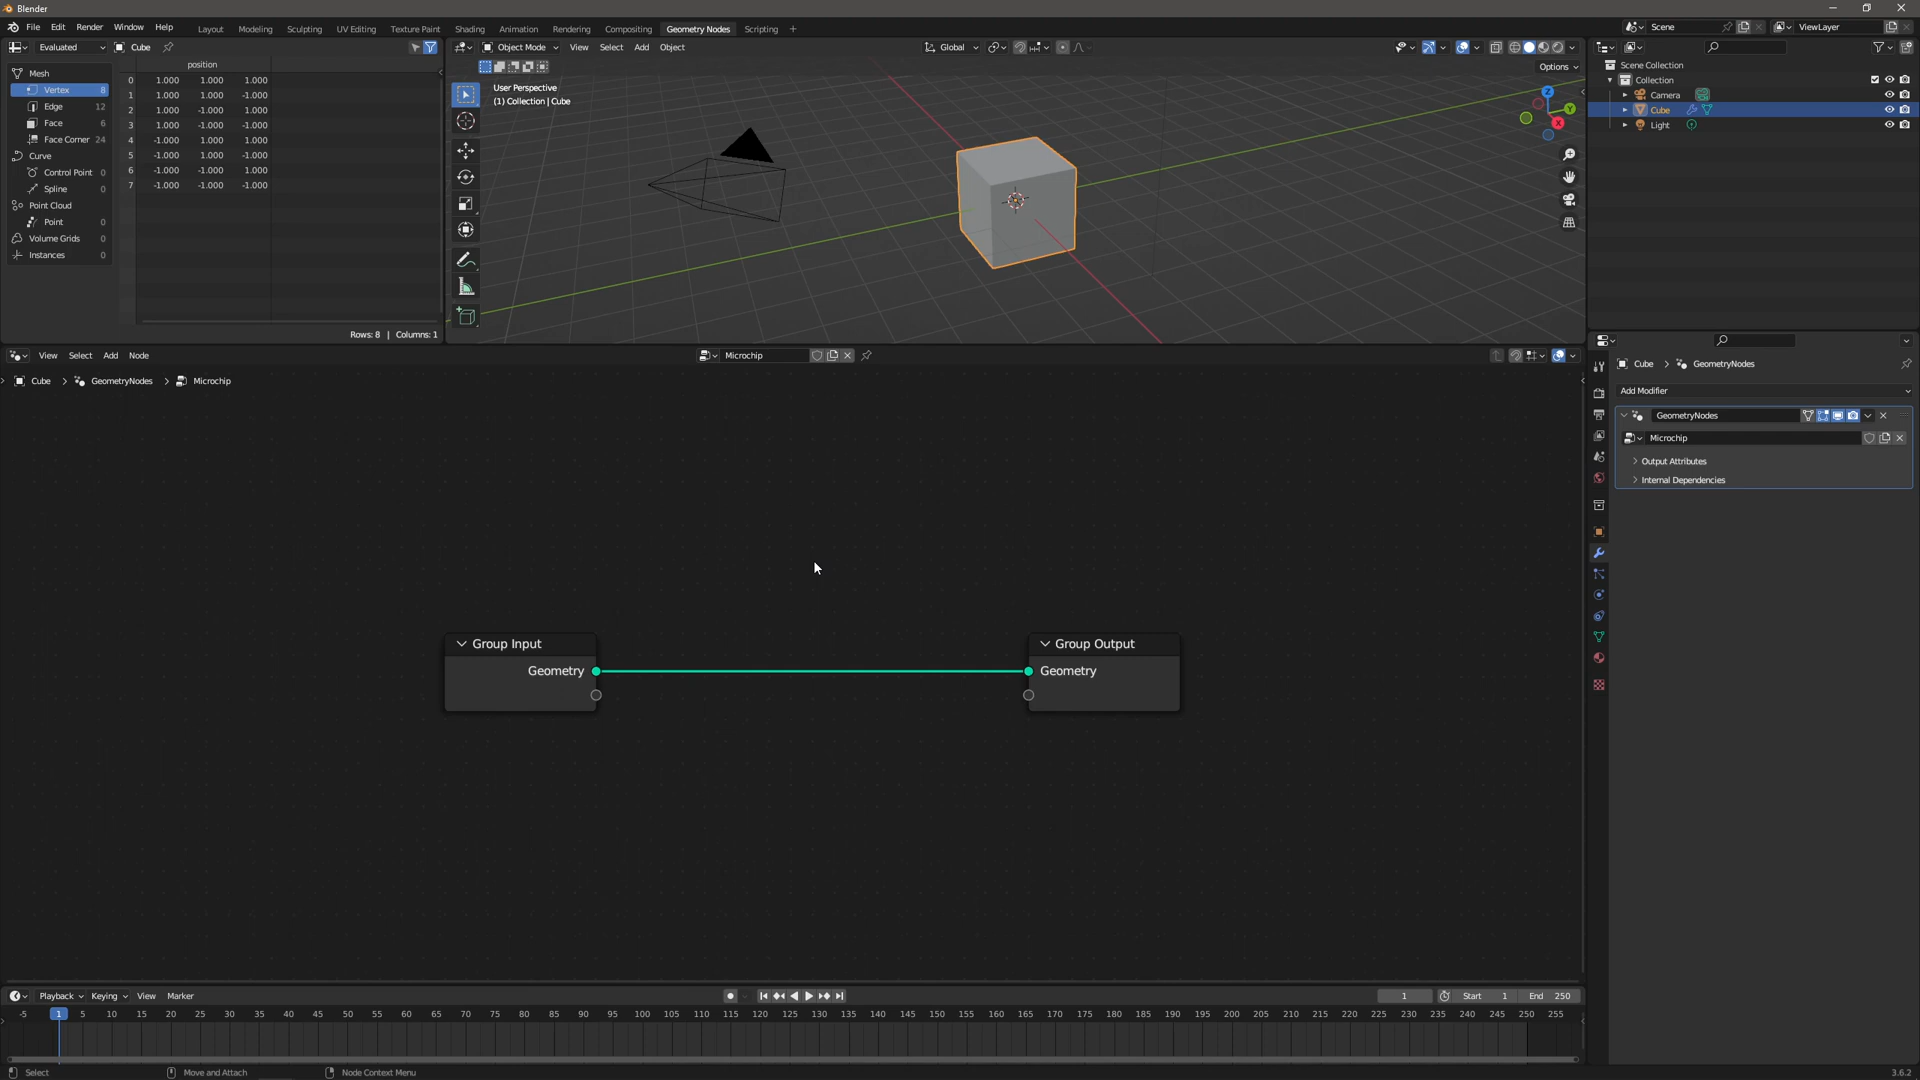 Blender
File Edit Render Window Help Layout Modeling Sculpting UV Editing Texture Paint Shading Animation Rendering Compositing Geometry Nodes Scripting + Scene ViewLayer
Evaluated Cube
position
Mesh
Vertex 8
Edge 12
Face 6
Face Corner 24
Curve
Control Point 0
Spline 0
Point Cloud
Point 0
Volume Grids 0
Instances 0
0 1.000 1.000 1.000
1 1.000 1.000 -1.000
2 1.000 -1.000 1.000
3 1.000 -1.000 -1.000
4 -1.000 1.000 1.000
5 -1.000 1.000 -1.000
6 -1.000 -1.000 1.000
7 -1.000 -1.000 -1.000
Rows: 8 | Columns: 1
Object Mode View Select Add Object Global
Options
User Perspective
(1) Collection | Cube
Z
Y
X
Scene Collection
Collection
Camera
Cube
Light
View Select Add Node Microchip
Cube GeometryNodes Microchip
Group Input
Geometry
Group Output
Geometry
Cube GeometryNodes
Add Modifier
GeometryNodes
Microchip
Output Attributes
Internal Dependencies
Playback Keying View Marker 1 Start 1 End 250
-5 1 5 10 15 20 25 30 35 40 45 50 55 60 65 70 75 80 85 90 95 100 105 110 115 120 125 130 135 140 145 150 155 160 165 170 175 180 185 190 195 200 205 210 215 220 225 230 235 240 245 250 255
Select Move and Attach Node Context Menu 3.6.2